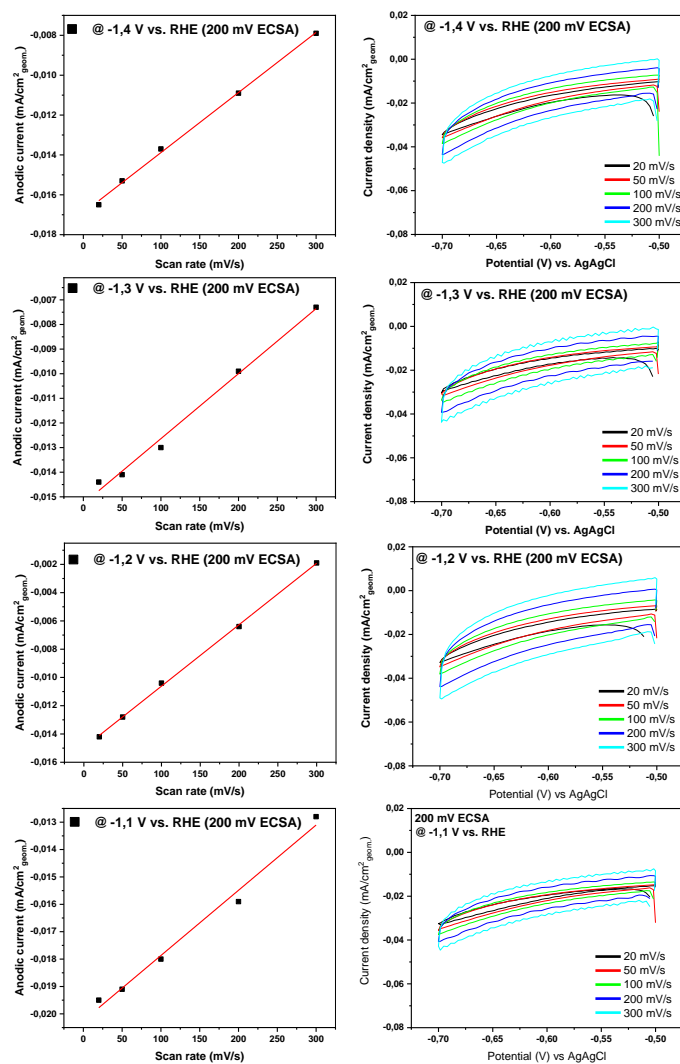 @ -1,4 V vs. RHE (200 mV ECSA)
-0,008
-0,010
-0,012
-0,014
-0,016
-0,018
0 50 100 150 200 250 300
Scan rate (mV/s)
Anodic current (mA/cm²geom.)
@ -1,4 V vs. RHE (200 mV ECSA)
0,02
0,00
-0,02
-0,04
-0,06
-0,08
-0,70 -0,65 -0,60 -0,55 -0,50
Potential (V) vs. AgAgCl
Current density (mA/cm²geom.)
20 mV/s
50 mV/s
100 mV/s
200 mV/s
300 mV/s
@ -1,3 V vs. RHE (200 mV ECSA)
-0,007
-0,008
-0,009
-0,010
-0,011
-0,012
-0,013
-0,014
-0,015
0 50 100 150 200 250 300
Scan rate (mV/s)
Anodic current (mA/cm²geom.)
@ -1,3 V vs. RHE (200 mV ECSA)
0,02
0,00
-0,02
-0,04
-0,06
-0,08
-0,70 -0,65 -0,60 -0,55 -0,50
Potential (V) vs. AgAgCl
Current density (mA/cm²geom.)
20 mV/s
50 mV/s
100 mV/s
200 mV/s
300 mV/s
@ -1,2 V vs. RHE (200 mV ECSA)
-0,002
-0,004
-0,006
-0,008
-0,010
-0,012
-0,014
-0,016
0 50 100 150 200 250 300
Scan rate (mV/s)
Anodic current (mA/cm²geom.)
@ -1,2 V vs. RHE (200 mV ECSA)
0,02
0,00
-0,02
-0,04
-0,06
-0,08
-0,70 -0,65 -0,60 -0,55 -0,50
Potential (V) vs AgAgCl
Current density (mA/cm²geom.)
20 mV/s
50 mV/s
100 mV/s
200 mV/s
300 mV/s
@ -1,1 V vs. RHE (200 mV ECSA)
-0,013
-0,014
-0,015
-0,016
-0,017
-0,018
-0,019
-0,020
0 50 100 150 200 250 300
Scan rate (mV/s)
Anodic current (mA/cm²geom.)
200 mV ECSA
@ -1,1 V vs. RHE
0,02
0,00
-0,02
-0,04
-0,06
-0,08
-0,70 -0,65 -0,60 -0,55 -0,50
Potential (V) vs AgAgCl
Current density (mA/cm²geom.)
20 mV/s
50 mV/s
100 mV/s
200 mV/s
300 mV/s